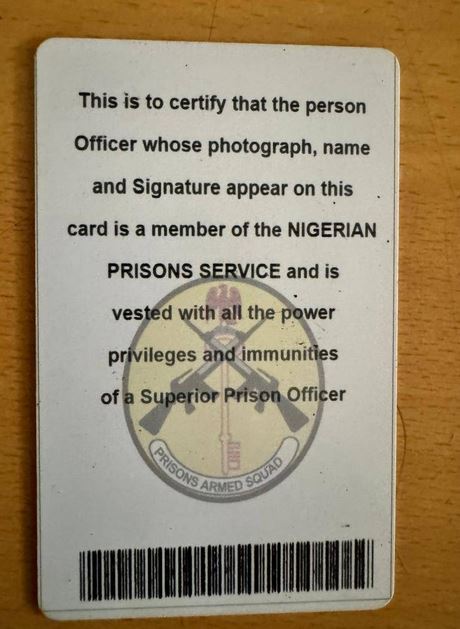 This is to certify that the person
Officer whose photograph, name
and Signature appear on this
card is a member of the NIGERIAN
PRISONS SERVICE and is
vested with all the power
privileges and immunities
of a Superior Prison Officer
PRISONS ARMED SQUAD